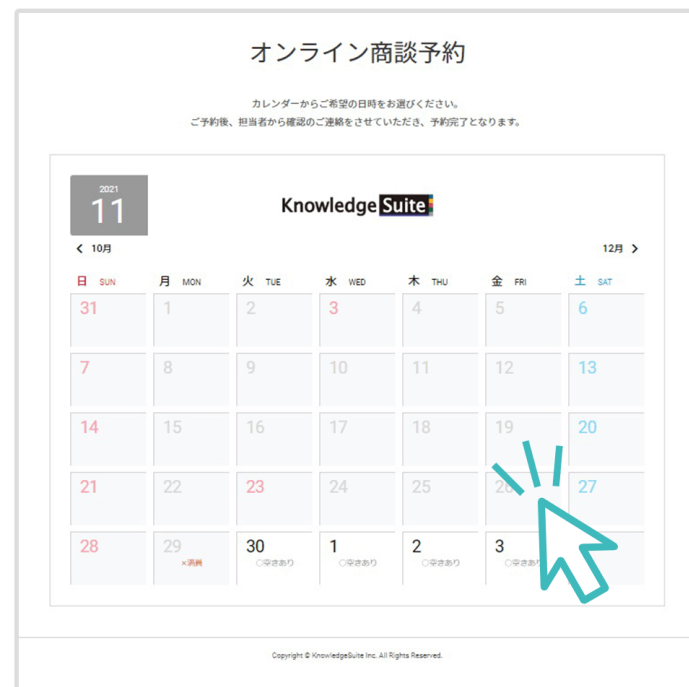 オンライン商談予約
カレンダーからご希望の日時をお選びください。
ご予約後、担当者から確認のご連絡をさせていただき、予約完了となります。
2021
11
Knowledge Suite
10月
12月
日 SUN 月 MON 火 TUE 水 WED 木 THU 金 FRI 土 SAT
31 1 2 3 4 5 6
7 8 9 10 11 12 13
14 15 16 17 18 19 20
21 22 23 24 25 26 27
28 29 30 1 2 3
×満員 ○空きあり ○空きあり ○空きあり ○空きあり
Copyright © KnowledgeSuite Inc. All Rights Reserved.